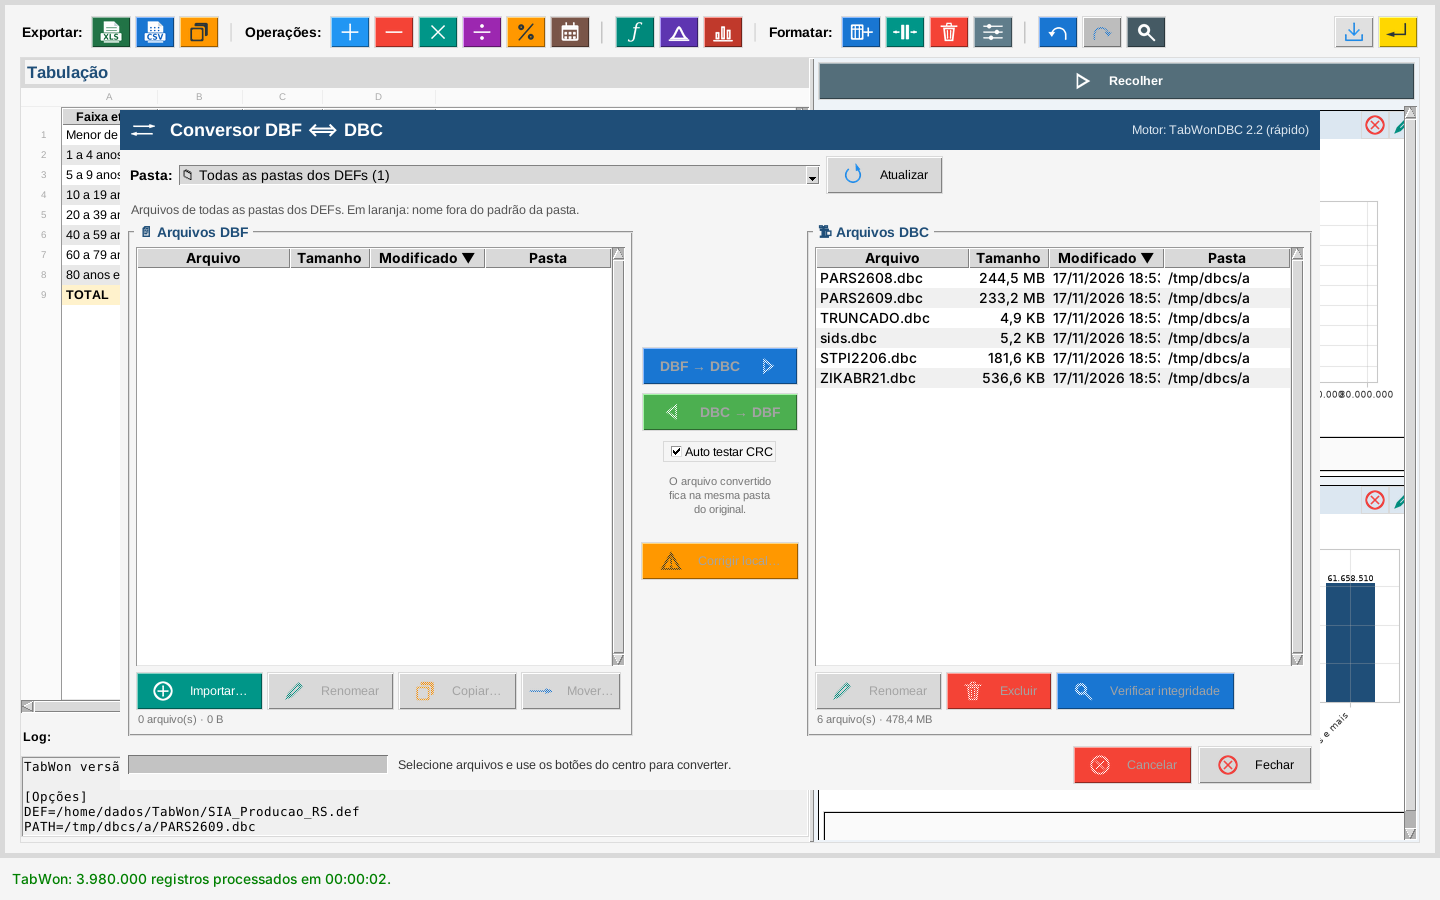 Exportar: XLS CSV Operações: Formatar:
Tabulação
Recolher
A B C D
1 Menor de
2 1 a 4 anos
3 5 a 9 anos
4 10 a 19 an
5 20 a 39 an
6 40 a 59 an
7 60 a 79 an
8 80 anos e
9 TOTAL
Conversor DBF ⟺ DBC
Motor: TabWonDBC 2.2 (rápido)
Pasta: Todas as pastas dos DEFs (1) Atualizar
Arquivos de todas as pastas dos DEFs. Em laranja: nome fora do padrão da pasta.
Arquivos DBF
Arquivo Tamanho Modificado ▼ Pasta
Importar... Renomear Copiar... Mover...
0 arquivo(s) · 0 B
DBF → DBC
DBC → DBF
Auto testar CRC
O arquivo convertido
fica na mesma pasta
do original.
Arquivos DBC
Arquivo Tamanho Modificado ▼ Pasta
PARS2608.dbc 244,5 MB 17/11/2026 18:5 /tmp/dbcs/a
PARS2609.dbc 233,2 MB 17/11/2026 18:5 /tmp/dbcs/a
TRUNCADO.dbc 4,9 KB 17/11/2026 18:5 /tmp/dbcs/a
sids.dbc 5,2 KB 17/11/2026 18:5 /tmp/dbcs/a
STPI2206.dbc 181,6 KB 17/11/2026 18:5 /tmp/dbcs/a
ZIKABR21.dbc 536,6 KB 17/11/2026 18:5 /tmp/dbcs/a
Renomear Excluir Verificar integridade
6 arquivo(s) · 478,4 MB
Selecione arquivos e use os botões do centro para converter.
Cancelar Fechar
80.000.000
61.658.510
e mais
Log:
TabWon versã
[Opções]
DEF=/home/dados/TabWon/SIA_Producao_RS.def
PATH=/tmp/dbcs/a/PARS2609.dbc
TabWon: 3.980.000 registros processados em 00:00:02.